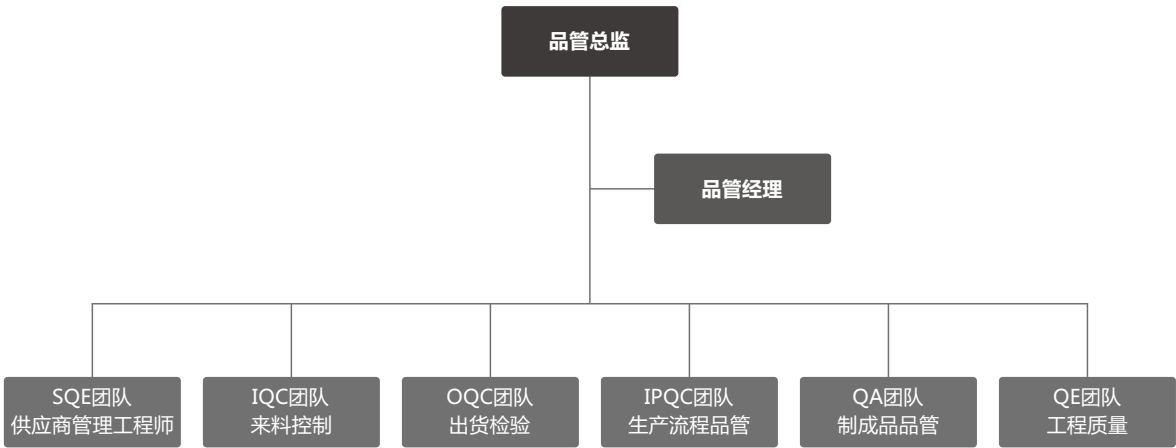 品管总监
品管经理
SQE团队
供应商管理工程师
IQC团队
来料控制
OQC团队
出货检验
IPQC团队
生产流程品管
QA团队
制成品品管
QE团队
工程质量